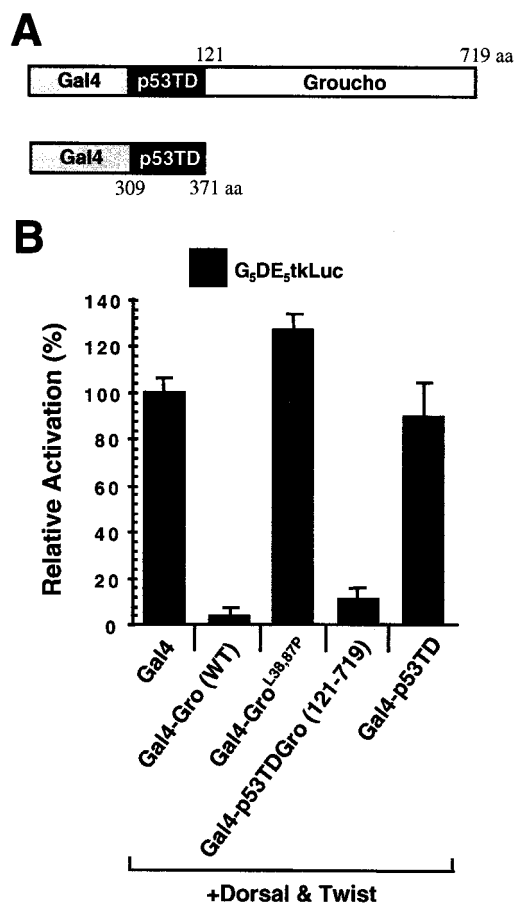 A
121 719 aa
Gal4 p53TD Groucho
Gal4 p53TD
309 371 aa
B
G5DE5tkLuc
Relative Activation (%)
140
120
100
80
60
40
20
0
Gal4
Gal4-Gro (WT)
Gal4-GroL38,87P
Gal4-p53TDGro (121-719)
Gal4-p53TD
+Dorsal & Twist